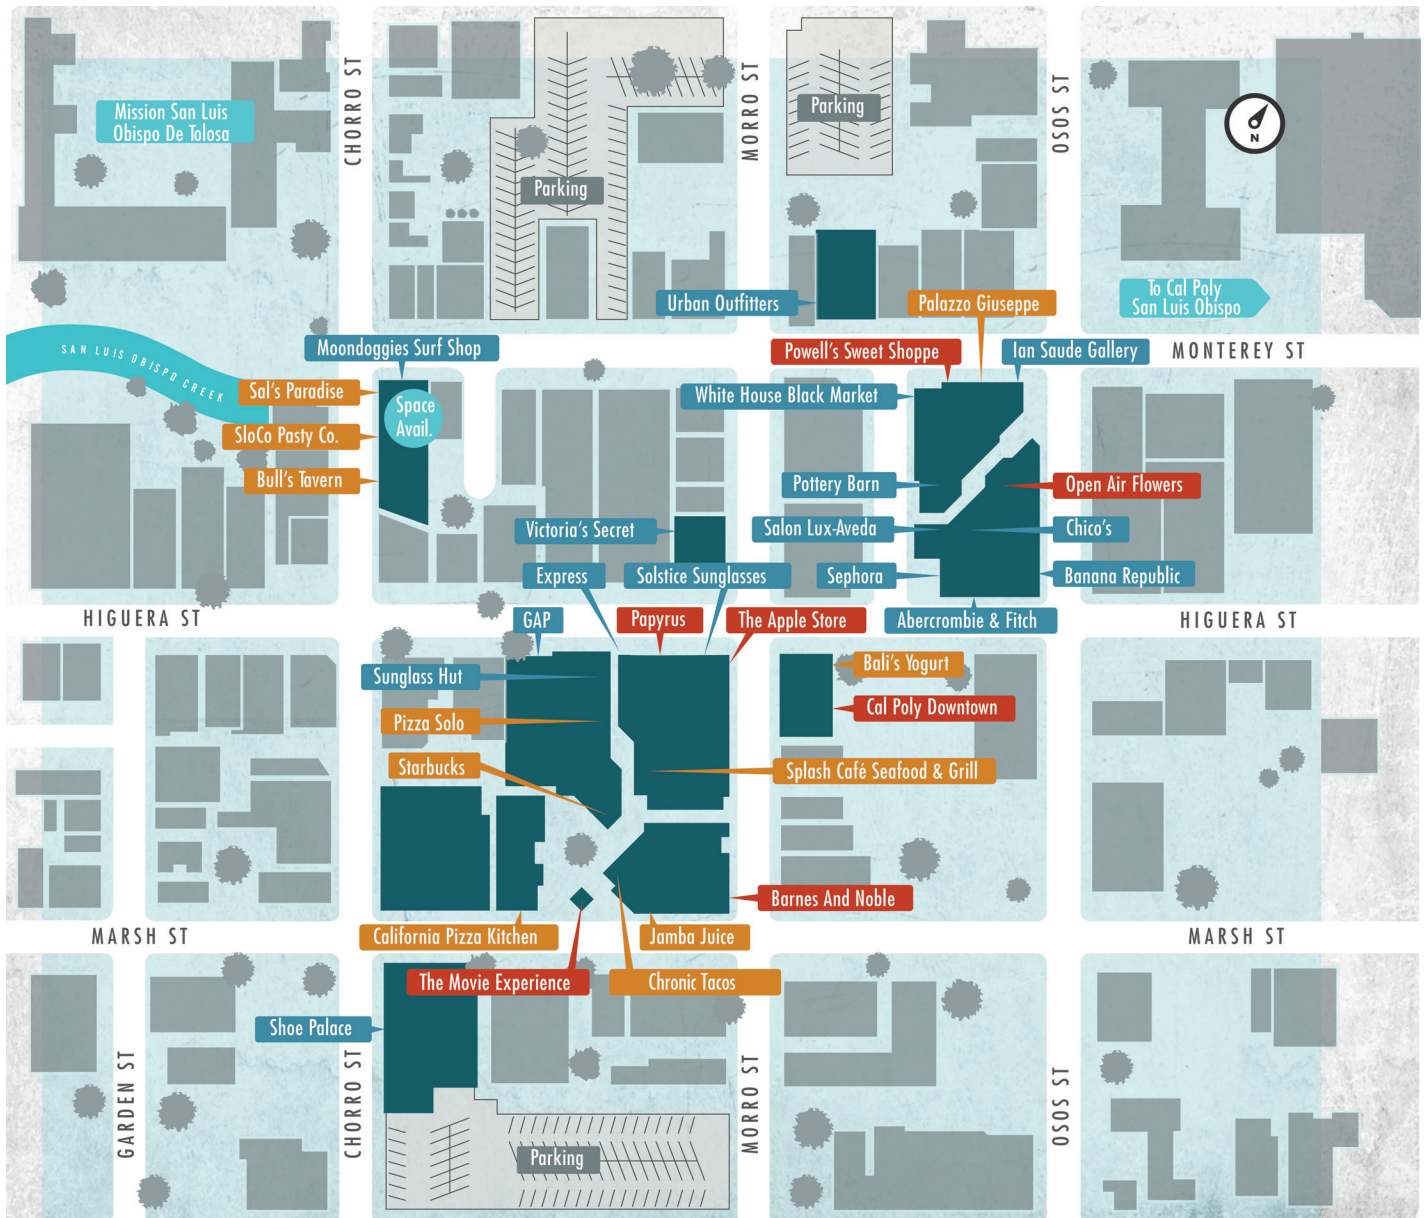 CHORRO ST
MORRO ST
OSOS ST
Mission San Luis
Obispo De Tolosa
Parking
Parking
N
To Cal Poly
San Luis Obispo
Urban Outfitters
Palazzo Giuseppe
SAN LUIS OBISPO CREEK
Moondoggies Surf Shop
Powell's Sweet Shoppe
Ian Saude Gallery
MONTEREY ST
Sal's Paradise
Space
Avail.
White House Black Market
SloCo Pasty Co.
Bull's Tavern
Pottery Barn
Open Air Flowers
Victoria's Secret
Salon Lux-Aveda
Chico's
Express
Solstice Sunglasses
Sephora
Banana Republic
HIGUERA ST
GAP
Papyrus
The Apple Store
Abercrombie & Fitch
HIGUERA ST
Sunglass Hut
Bali's Yogurt
Pizza Solo
Cal Poly Downtown
Starbucks
Splash Café Seafood & Grill
Barnes And Noble
MARSH ST
California Pizza Kitchen
Jamba Juice
MARSH ST
The Movie Experience
Chronic Tacos
Shoe Palace
GARDEN ST
CHORRO ST
MORRO ST
OSOS ST
Parking